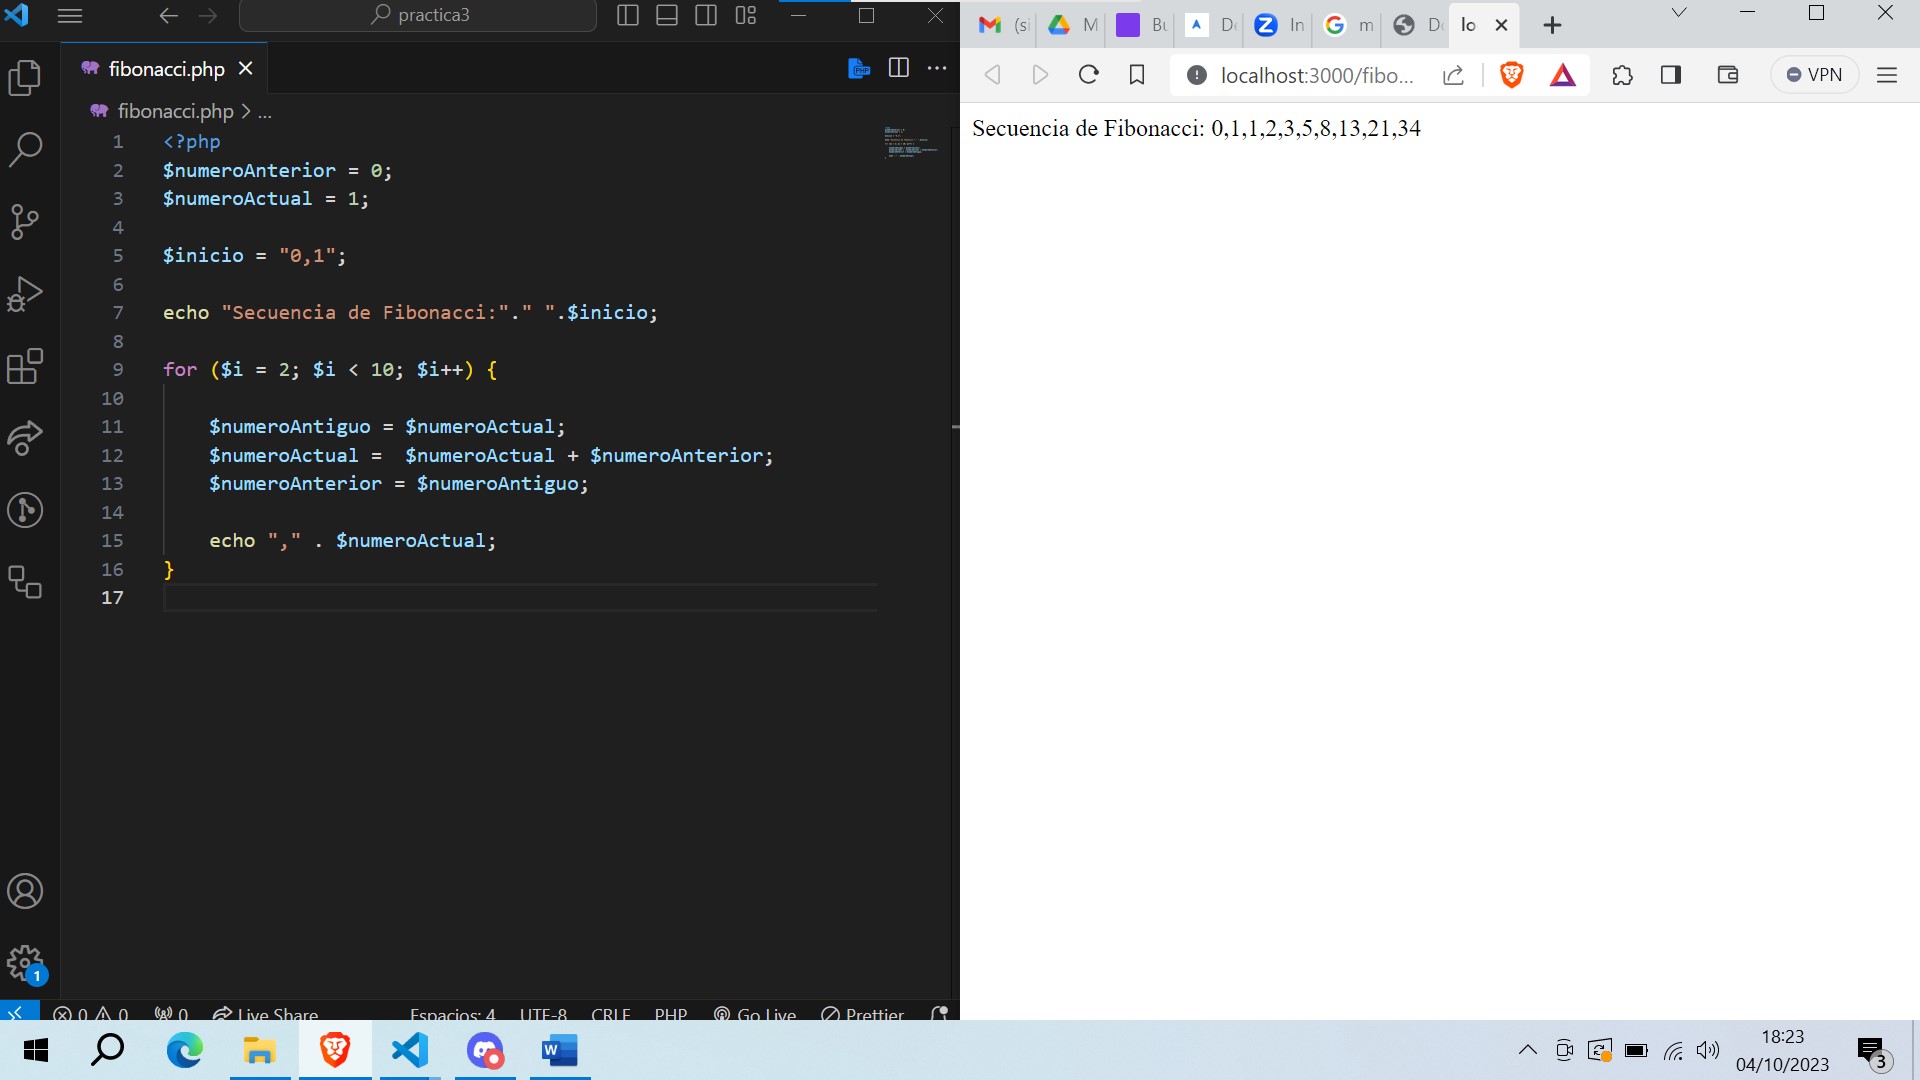 practica3
fibonacci.php
fibonacci.php > ...
1 <?php
2 $numeroAnterior = 0;
3 $numeroActual = 1;
4
5 $inicio = "0,1";
6
7 echo "Secuencia de Fibonacci:"." ".$inicio;
8
9 for ($i = 2; $i < 10; $i++) {
10
11 $numeroAntiguo = $numeroActual;
12 $numeroActual =  $numeroActual + $numeroAnterior;
13 $numeroAnterior = $numeroAntiguo;
14
15 echo "," . $numeroActual;
16 }
17
1
0 0 0 Live Share Espacios: 4 UTF-8 CRLF PHP Go Live Prettier
(si M Bu De In m Do lo
localhost:3000/fibo... VPN
Secuencia de Fibonacci: 0,1,1,2,3,5,8,13,21,34
18:23
04/10/2023
3